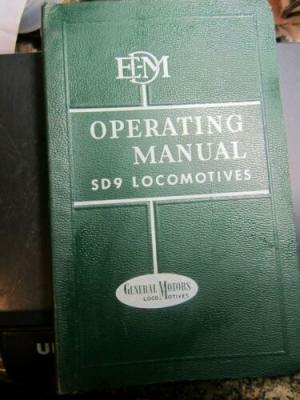 EMD
OPERATING
MANUAL
SD9 LOCOMOTIVES
GENERAL MOTORS
LOCOMOTIVES